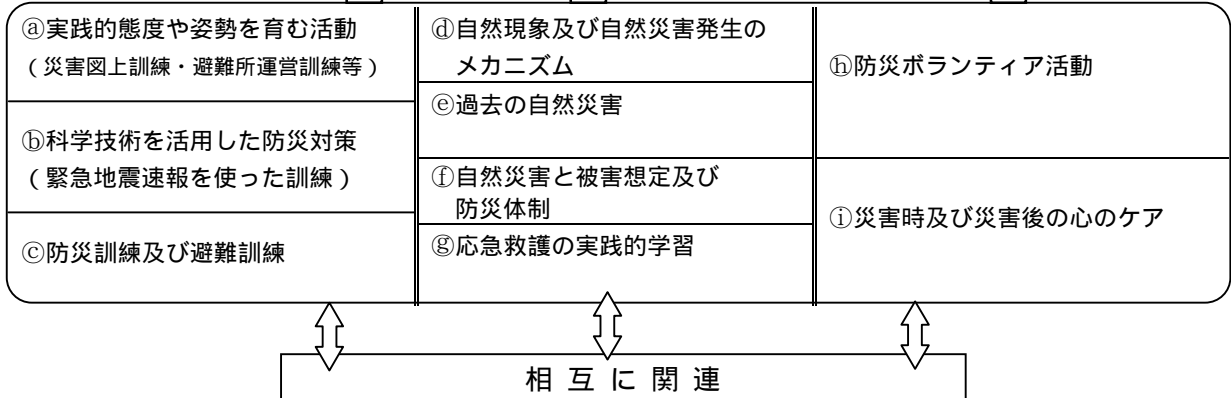 ⓐ実践的態度や姿勢を育む活動
(災害図上訓練・避難所運営訓練等)
ⓑ科学技術を活用した防災対策
(緊急地震速報を使った訓練)
ⓒ防災訓練及び避難訓練
ⓓ自然現象及び自然災害発生の
メカニズム
ⓔ過去の自然災害
ⓕ自然災害と被害想定及び
防災体制
ⓖ応急救護の実践的学習
ⓗ防災ボランティア活動
ⓘ災害時及び災害後の心のケア
相互に関連